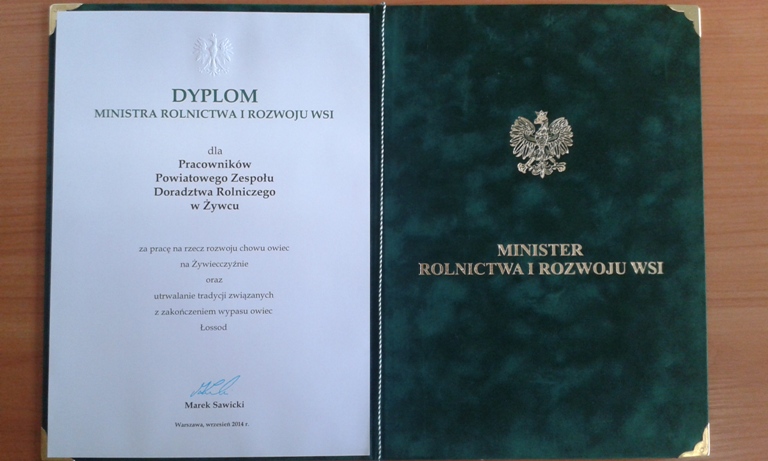 DYPLOM
MINISTRA ROLNICTWA I ROZWOJU WSI
dla
Pracowników
Powiatowego Zespołu
Doradztwa Rolniczego
w Żywcu
za pracę na rzecz rozwoju chowu owiec
na Żywiecczyźnie
oraz
utrwalanie tradycji związanych
z zakończeniem wypasu owiec
Łossod
Marek Sawicki
Warszawa, wrzesień 2014 r.
MINISTER
ROLNICTWA I ROZWOJU WSI